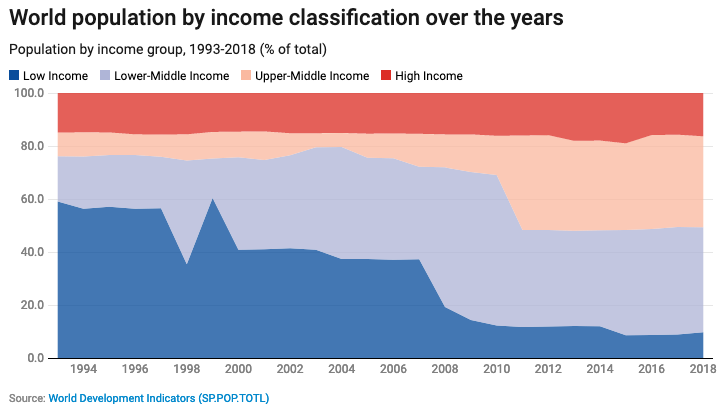 World population by income classification over the years
Population by income group, 1993-2018 (% of total)
Low Income Lower-Middle Income Upper-Middle Income High Income
100.0
80.0
60.0
40.0
20.0
0.0
1994 1996 1998 2000 2002 2004 2006 2008 2010 2012 2014 2016 2018
Source: World Development Indicators (SP.POP.TOTL)